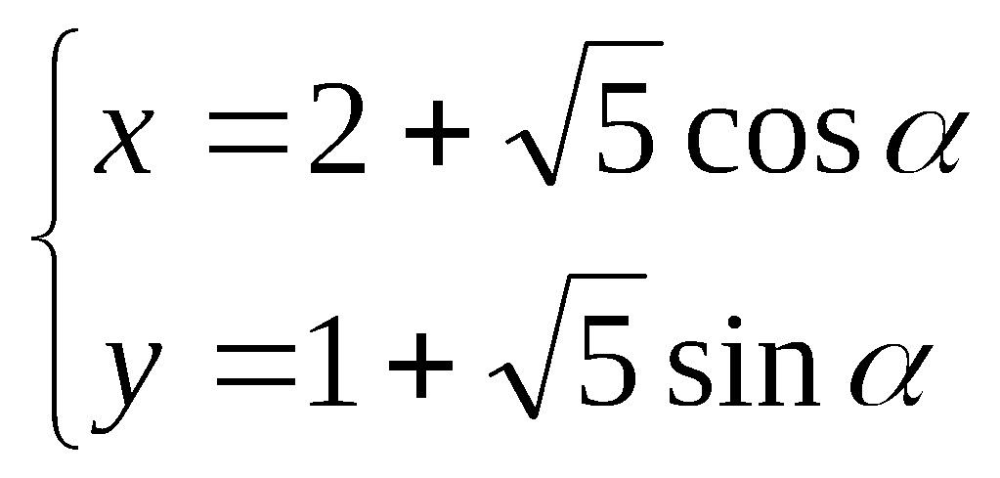 x = 2 + √5 cos α
y = 1 + √5 sin α